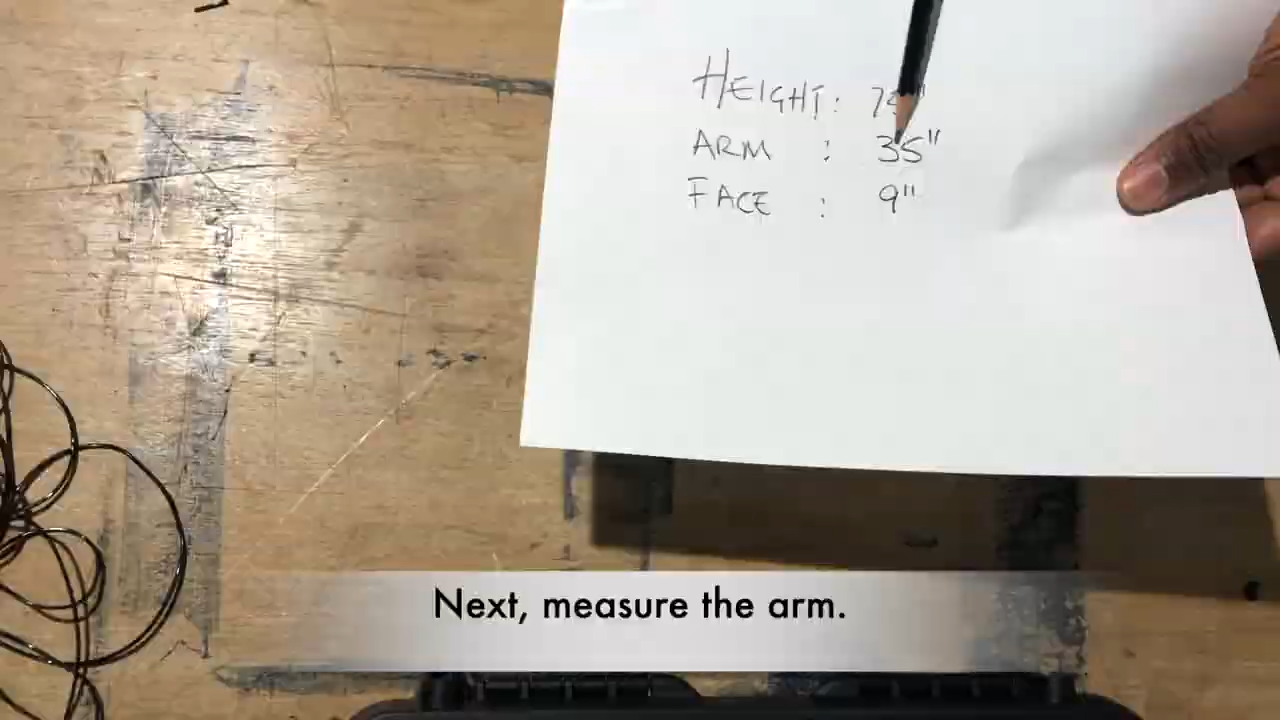 HEIGHT:
ARM : 35"
FACE : 9"
Next, measure the arm.